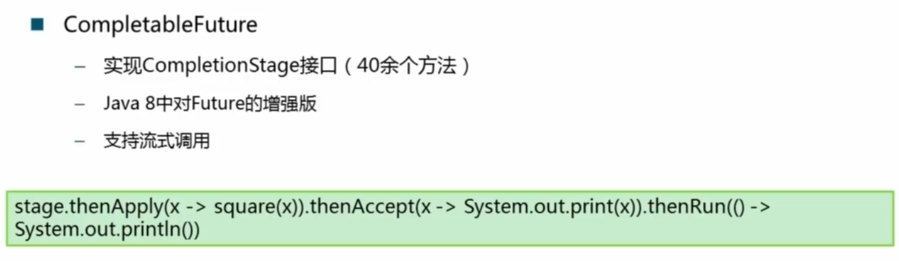 ■ CompletableFuture
– 实现CompletionStage接口（40余个方法）
– Java 8中对Future的增强版
– 支持流式调用
stage.thenApply(x -> square(x)).thenAccept(x -> System.out.print(x)).thenRun(() ->
System.out.println())